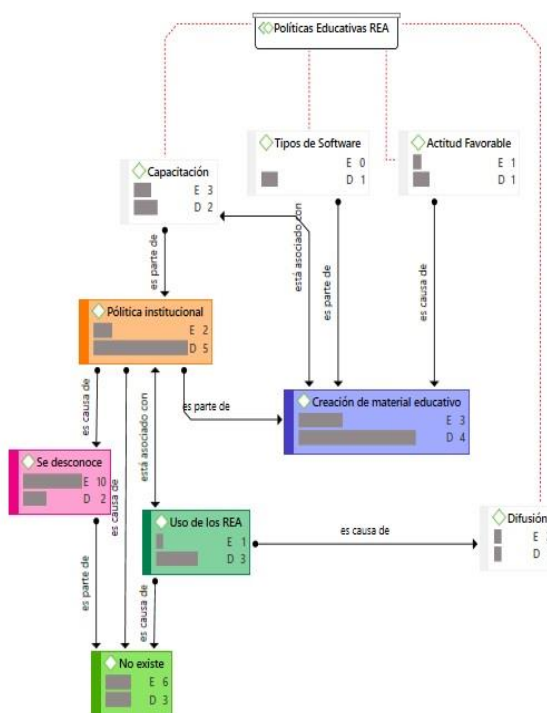 Políticas Educativas REA
Tipos de Software
E 0
D 1
Actitud Favorable
E 1
D 1
Capacitación
E 3
D 2
está asociado con
es parte de
es causa de
es parte de
Pólítica institucional
E 2
D 5
es parte de
Creación de material educativo
E 3
D 4
es causa de
está asociado con
es causa de
Se desconoce
E 10
D 2
Uso de los REA
E 1
D 3
es causa de
Difusión
E
D
es parte de
es causa de
No existe
E 6
D 3